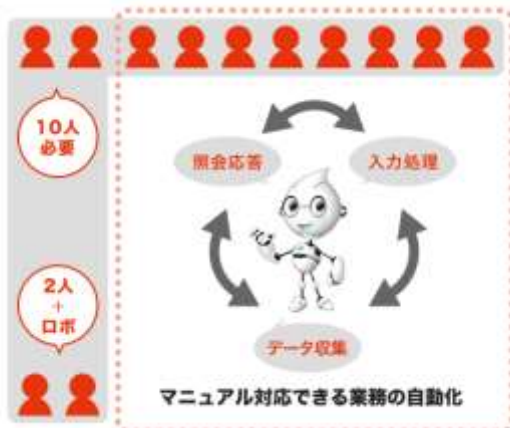 10人
必要
照会応答
入力処理
2人
+
ロボ
データ収集
マニュアル対応できる業務の自動化